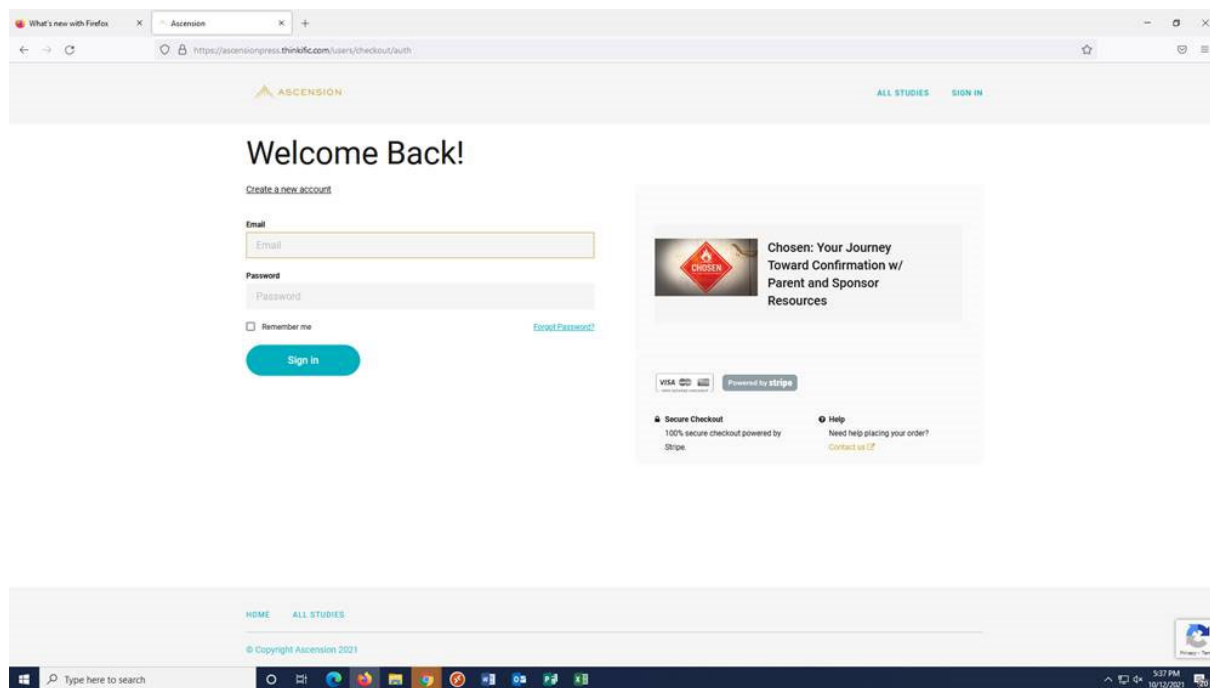 What's new with Firefox
Ascension
https://ascensionpress.thinkific.com/users/checkout/auth
ASCENSION
ALL STUDIES SIGN IN
Welcome Back!
Create a new account
Email
Email
Password
Password
Remember me
Forgot Password?
Sign in
CHOSEN
Chosen: Your Journey
Toward Confirmation w/
Parent and Sponsor
Resources
VISA
Powered by stripe
Secure Checkout
100% secure checkout powered by
Stripe.
Help
Need help placing your order?
Contact us
HOME ALL STUDIES
© Copyright Ascension 2021
Type here to search
5:37 PM
10/12/2021